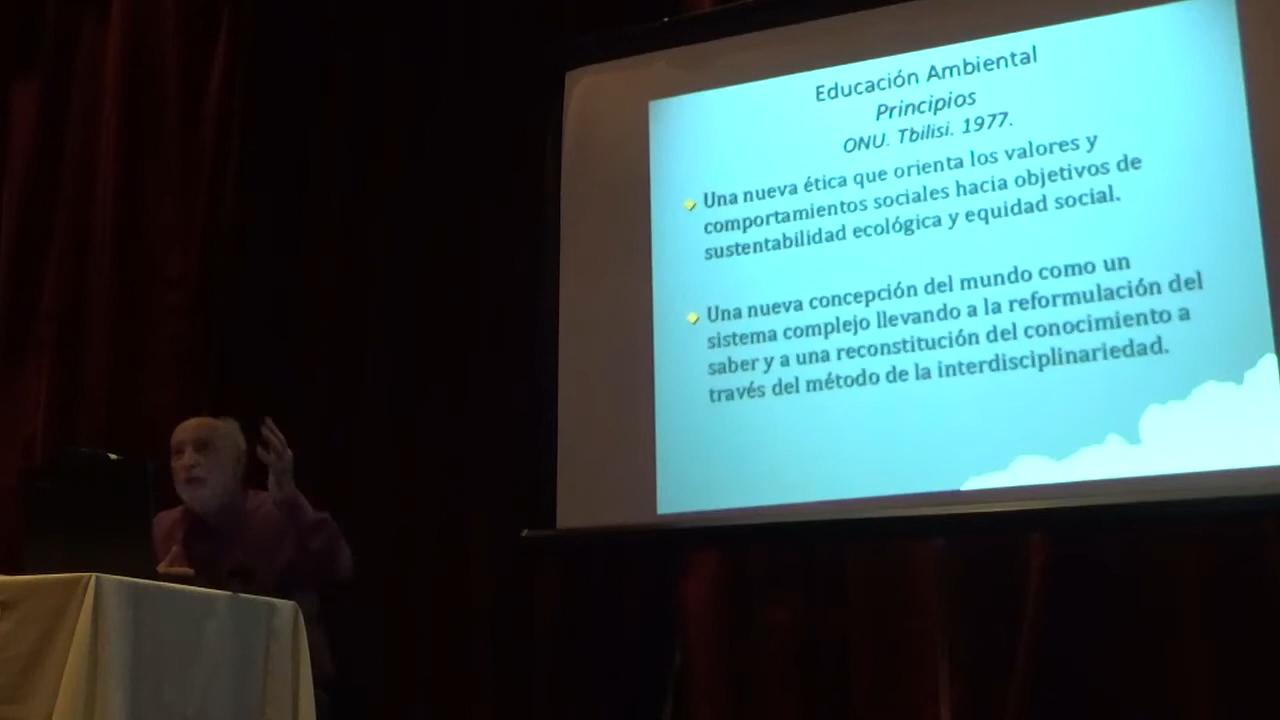 Educación Ambiental
Principios
ONU. Tbilisi. 1977.
Una nueva ética que orienta los valores y
comportamientos sociales hacia objetivos de
sustentabilidad ecológica y equidad social.
Una nueva concepción del mundo como un
sistema complejo llevando a la reformulación del
saber y a una reconstitución del conocimiento a
través del método de la interdisciplinariedad.